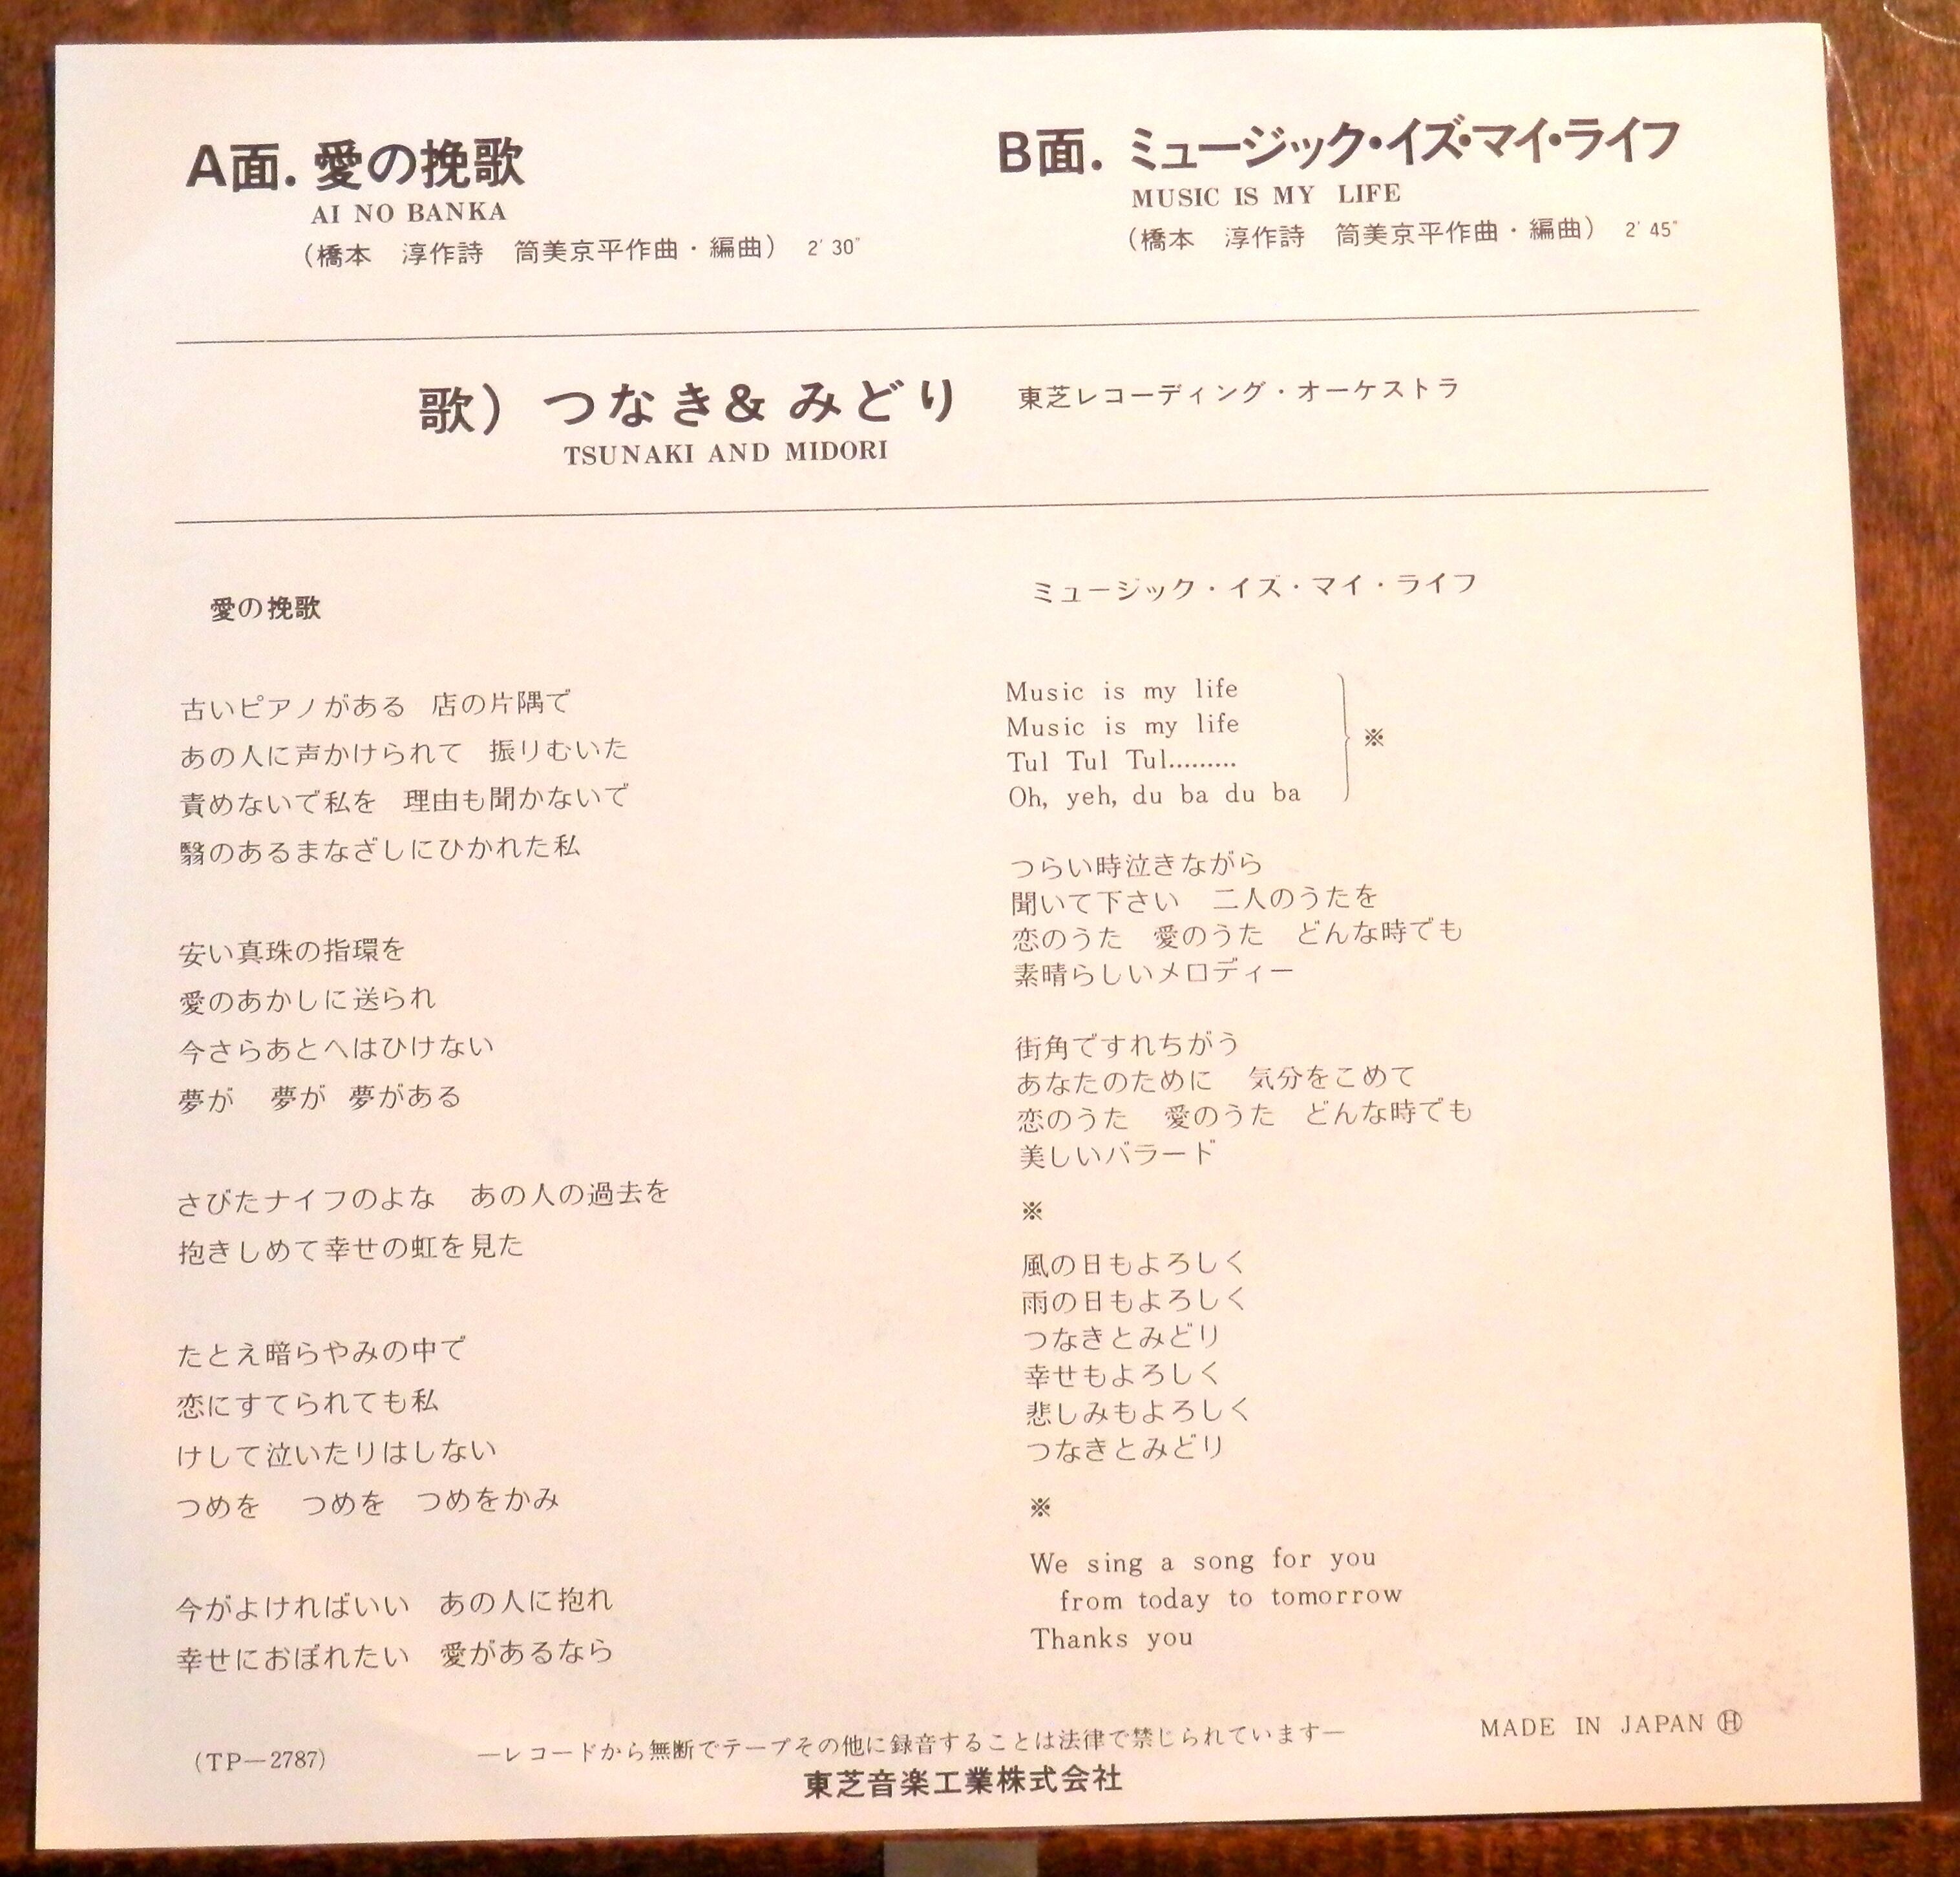 A面. 愛の挽歌
AI NO BANKA
(橋本　淳作詩　筒美京平作曲・編曲)　2′30″
B面. ミュージック・イズ・マイ・ライフ
MUSIC IS MY LIFE
(橋本　淳作詩　筒美京平作曲・編曲)　2′45″
歌) つなき& みどり　東芝レコーディング・オーケストラ
TSUNAKI AND MIDORI
愛の挽歌
古いピアノがある　店の片隅で
あの人に声かけられて　振りむいた
責めないで私を　理由も聞かないで
翳のあるまなざしにひかれた私
安い真珠の指環を
愛のあかしに送られ
今さらあとへはひけない
夢が　夢が　夢がある
さびたナイフのよな　あの人の過去を
抱きしめて幸せの虹を見た
たとえ暗らやみの中で
恋にすてられても私
けして泣いたりはしない
つめを　つめを　つめをかみ
今がよければいい　あの人に抱れ
幸せにおぼれたい　愛があるなら
ミュージック・イズ・マイ・ライフ
Music is my life
Music is my life
Tul Tul Tul.........
Oh, yeh, du ba du ba
※
つらい時泣きながら
聞いて下さい　二人のうたを
恋のうた　愛のうた　どんな時でも
素晴らしいメロディー
街角ですれちがう
あなたのために　気分をこめて
恋のうた　愛のうた　どんな時でも
美しいバラード
※
風の日もよろしく
雨の日もよろしく
つなきとみどり
幸せもよろしく
悲しみもよろしく
つなきとみどり
※
We sing a song for you
from today to tomorrow
Thanks you
(TP―2787)
―レコードから無断でテープその他に録音することは法律で禁じられています―
東芝音楽工業株式会社
MADE IN JAPAN Ⓗ